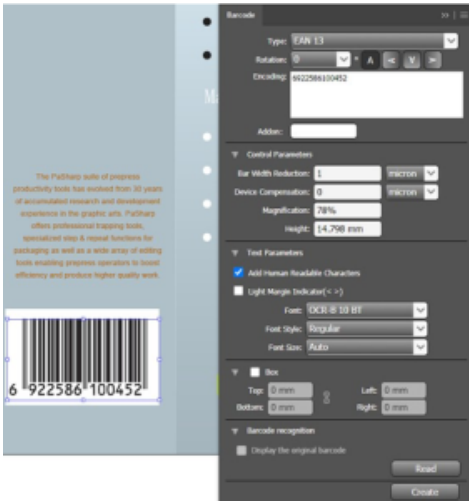 Barcode
Type: EAN 13
Rotation: 0 ° A < V >
Encoding: 6922586100452
Addon:
Control Parameters
Bar Width Reduction: 1 micron
Device Compensation: 0 micron
Magnification: 78%
Height: 14.798 mm
Text Parameters
Add Human Readable Characters
Light Margin Indicator(< >)
Font: OCR-B 10 BT
Font Style: Regular
Font Size: Auto
Box
Top: 0 mm Left: 0 mm
Bottom: 0 mm Right: 0 mm
Barcode recognition
Display the original barcode
Read
Create
The PaSharp suite of prepress
productivity tools has evolved from 30 years
of accumulated research and development
experience in the graphic arts. PaSharp
offers professional trapping tools,
specialized step & repeat functions for
packaging as well as a wide array of editing
tools enabling prepress operators to boost
efficiency and produce higher quality work.
6 922586 100452